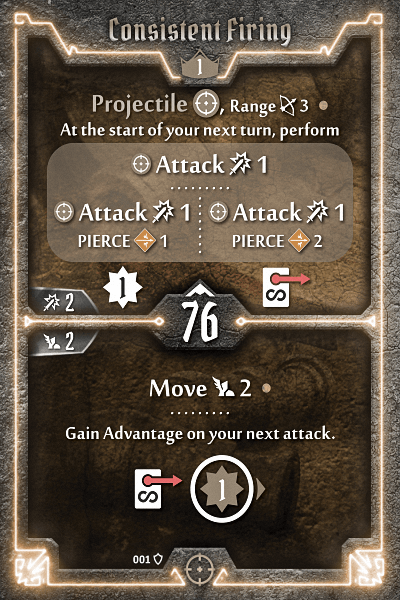 Consistent Firing
1
Projectile , Range 3
At the start of your next turn, perform
Attack 1
Attack 1 Attack 1
PIERCE 1 PIERCE 2
1
2
76
2
Move 2
Gain Advantage on your next attack.
1
001